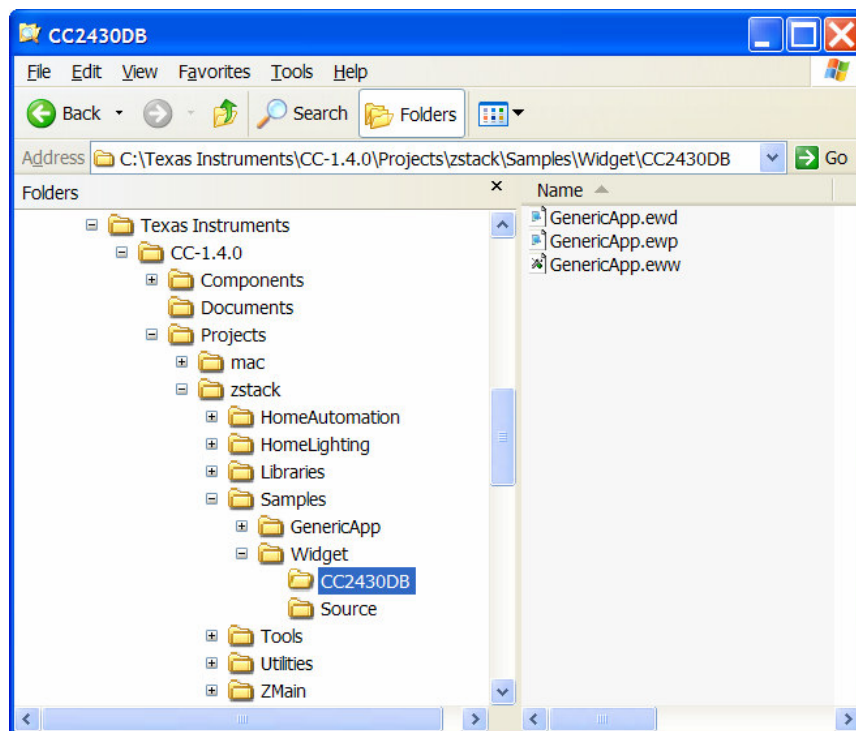 CC2430DB
File Edit View Favorites Tools Help
Back Search Folders
Address C:\Texas Instruments\CC-1.4.0\Projects\zstack\Samples\Widget\CC2430DB Go
Folders x Name
Texas Instruments GenericApp.ewd
CC-1.4.0 GenericApp.ewp
Components GenericApp.eww
Documents
Projects
mac
zstack
HomeAutomation
HomeLighting
Libraries
Samples
GenericApp
Widget
CC2430DB
Source
Tools
Utilities
ZMain